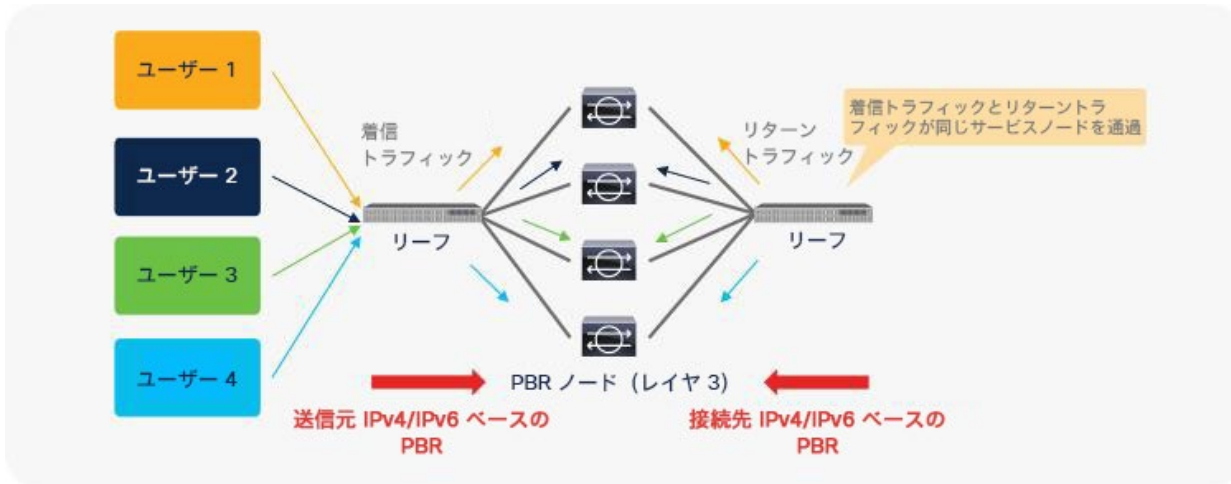 ユーザー 1
ユーザー 2
ユーザー 3
ユーザー 4
着信
トラフィック
リーフ
リターン
トラフィック
着信トラフィックとリターントラ
フィックが同じサービスノードを通過
リーフ
PBR ノード（レイヤ 3）
送信元 IPv4/IPv6 ベースの
PBR
接続先 IPv4/IPv6 ベースの
PBR